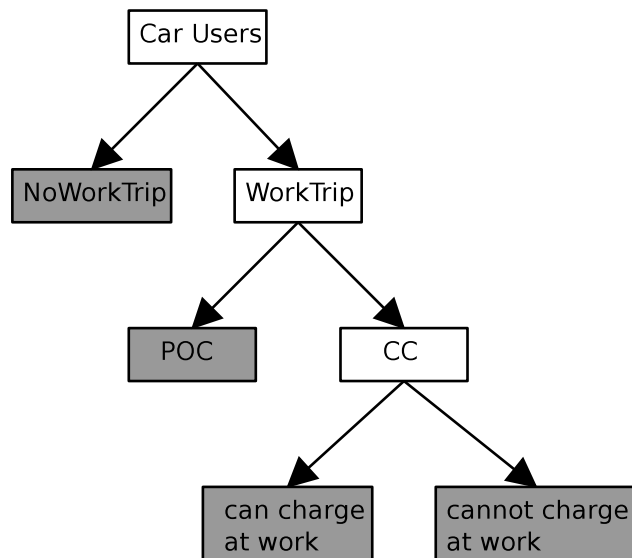 Car Users
NoWorkTrip
WorkTrip
POC
CC
can charge
at work
cannot charge
at work